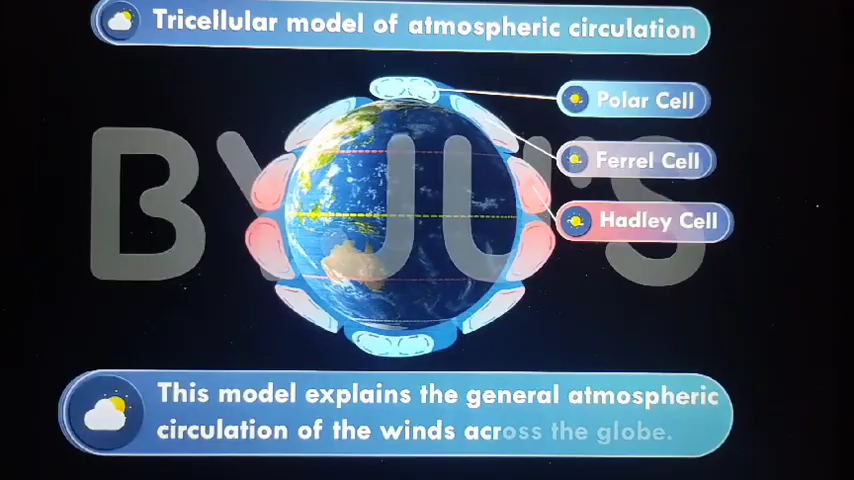 Tricellular model of atmospheric circulation
Polar Cell
BYJU'S
Ferrel Cell
Hadley Cell
This model explains the general atmospheric
circulation of the winds across the globe.